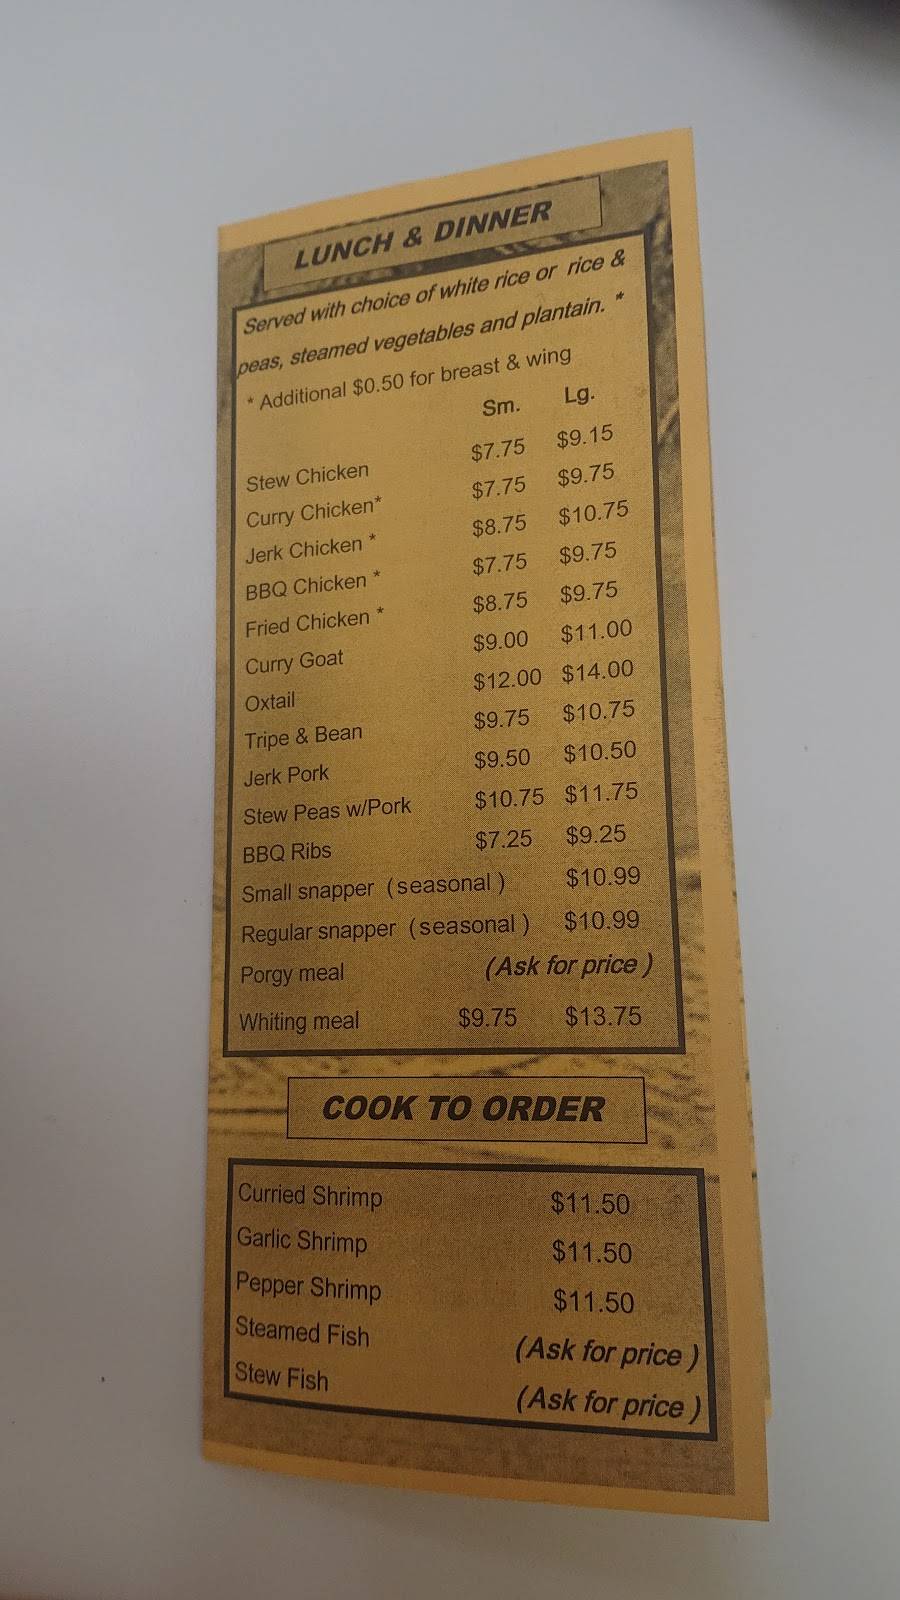 LUNCH & DINNER
Served with choice of white rice or rice &
peas, steamed vegetables and plantain. *
* Additional $0.50 for breast & wing
Sm. Lg.
Stew Chicken $7.75 $9.15
Curry Chicken* $7.75 $9.75
Jerk Chicken * $8.75 $10.75
BBQ Chicken * $7.75 $9.75
Fried Chicken * $8.75 $9.75
Curry Goat $9.00 $11.00
Oxtail $12.00 $14.00
Tripe & Bean $9.75 $10.75
Jerk Pork $9.50 $10.50
Stew Peas w/Pork $10.75 $11.75
BBQ Ribs $7.25 $9.25
Small snapper (seasonal ) $10.99
Regular snapper (seasonal ) $10.99
Porgy meal (Ask for price )
Whiting meal $9.75 $13.75
COOK TO ORDER
Curried Shrimp $11.50
Garlic Shrimp $11.50
Pepper Shrimp $11.50
Steamed Fish (Ask for price )
Stew Fish (Ask for price )